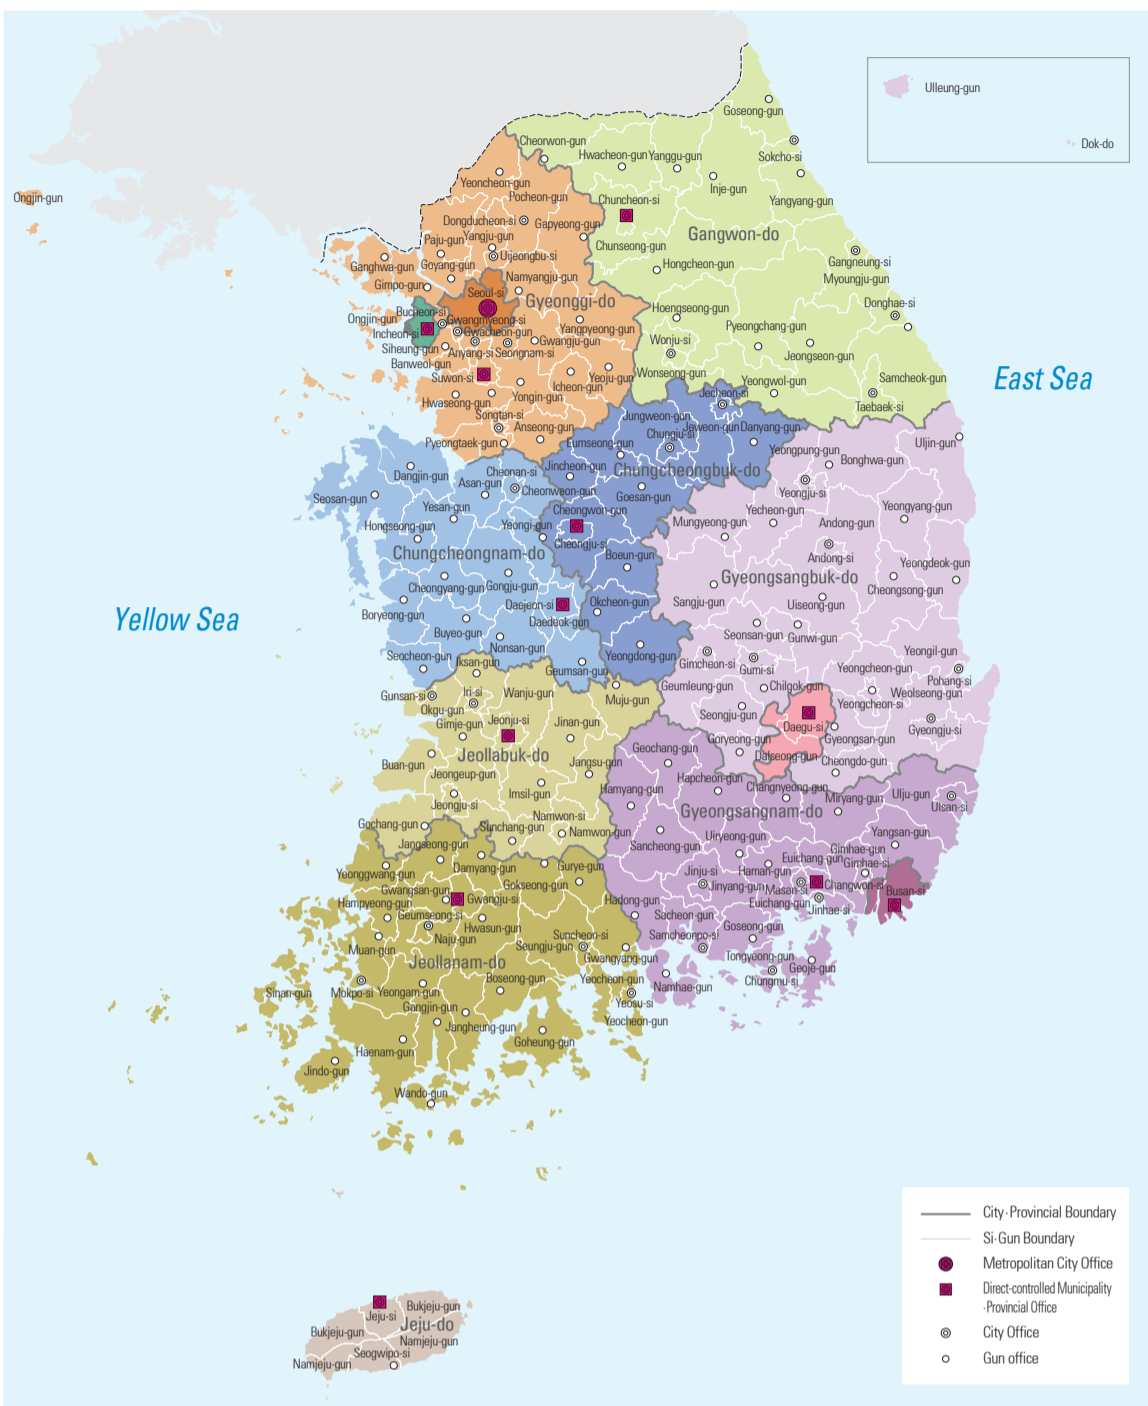 Ulleung-gun
Dok-do
Goseong-gun
Cheorwon-gun
Hwacheon-gun
Yanggu-gun
Sokcho-si
Inje-gun
Yangyang-gun
Ongjin-gun
Yeoncheon-gun
Pocheon-gun
Chuncheon-si
Dongducheon-si
Gapyeong-gun
Gangwon-do
Paju-gun
Yangju-gun
Chunseong-gun
Uijeongbu-si
Gangneung-si
Ganghwa-gun
Goyang-gun
Hongcheon-gun
Myoungju-gun
Gimpo-gun
Namyangju-gun
Seoul-si
Gyeonggi-do
Donghae-si
Bucheon-si
Hoengseong-gun
Ongjin-gun
Gwangnyeong-si
Yangpyeong-gun
Pyeongchang-gun
Incheon-si
Gwacheon-gun
Gwangju-gun
Wonju-si
Siheung-gun
Anyang-si
Seongnam-si
Jeongseon-gun
Banweol-gun
Wonseong-gun
Suwon-si
Icheon-gun
Yeoju-gun
Yeongwol-gun
Samcheok-gun
East Sea
Hwaseong-gun
Yongin-gun
Jecheon-si
Taebaek-si
Songtan-si
Jungweon-gun
Anseong-gun
Jeweon-gun
Danyang-gun
Pyeongtaek-gun
Eumseong-gun
Chungju-si
Uljin-gun
Yeongpung-gun
Dangjin-gun
Cheonan-si
Jincheon-gun
Chungcheongbuk-do
Bonghwa-gun
Asan-gun
Cheonweon-gun
Goesan-gun
Yeongju-si
Seosan-gun
Yesan-gun
Cheongwon-gun
Yecheon-gun
Yeongyang-gun
Hongseong-gun
Yeongi-gun
Mungyeong-gun
Andong-gun
Chungcheongnam-do
Cheongju-si
Boeun-gun
Andong-si
Yeongdeok-gun
Cheongyang-gun
Gongju-gun
Gyeongsangbuk-do
Cheongsong-gun
Boryeong-gun
Daejeon-si
Okcheon-gun
Sangju-gun
Uiseong-gun
Yellow Sea
Daedeok-gun
Buyeo-gun
Seonsan-gun
Gunwi-gun
Nonsan-gun
Seocheon-gun
Iksan-gun
Geumsan-gun
Yeongdong-gun
Gimcheon-si
Gumi-si
Yeongil-gun
Yeongcheon-gun
Pohang-si
Gunsan-si
Iri-si
Wanju-gun
Muju-gun
Geumleung-gun
Chilgok-gun
Weolseong-gun
Okgu-gun
Yeongcheon-si
Gimje-gun
Jeonju-si
Jinan-gun
Seongju-gun
Daegu-si
Gyeongju-si
Goryeong-gun
Gyeongsan-gun
Jeollabuk-do
Geochang-gun
Dalseong-gun
Buan-gun
Jangsu-gun
Cheongdo-gun
Jeongeup-gun
Hapcheon-gun
Imsil-gun
Hamyang-gun
Changnyeong-gun
Ulju-gun
Jeongju-si
Gyeongsangnam-do
Miryang-gun
Ulsan-si
Namwon-si
Gochang-gun
Sunchang-gun
Namwon-gun
Uiryeong-gun
Yangsan-gun
Jangseong-gun
Sancheong-gun
Gimhae-gun
Euichang-gun
Gimhae-si
Yeonggwang-gun
Damyang-gun
Gurye-gun
Jinju-si
Haman-gun
Gwangsan-gun
Gokseong-gun
Jinyang-gun
Masan-si
Changwon-si
Busan-si
Hampyeong-gun
Gwangju-si
Hadong-gun
Euichang-gun
Jinhae-si
Geumseong-si
Hwasun-gun
Sacheon-gun
Naju-gun
Suncheon-si
Samcheonpo-si
Goseong-gun
Muan-gun
Seungju-gun
Gwangyang-gun
Tongyeong-gun
Jeollanam-do
Geoje-gun
Boseong-gun
Yeocheon-gun
Chungmu-si
Sinan-gun
Mokpo-si
Yeongam-gun
Namhae-gun
Yeosu-si
Gangjin-gun
Yeocheon-gun
Jangheung-gun
Goheung-gun
Haenam-gun
Jindo-gun
Wando-gun
City·Provincial Boundary
Si·Gun Boundary
Metropolitan City Office
Direct-controlled Municipality
·Provincial Office
City Office
Gun office
Bukjeju-gun
Jeju-si
Jeju-do
Bukjeju-gun
Namjeju-gun
Seogwipo-si
Namjeju-gun